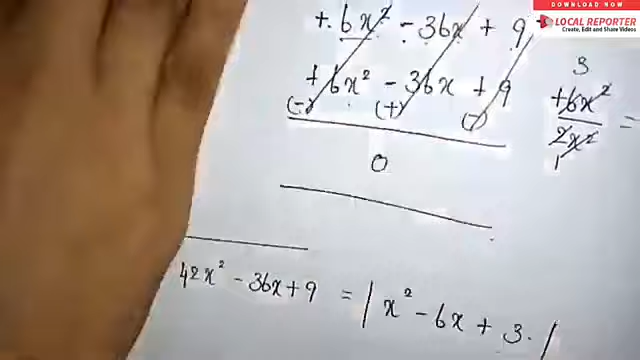 DOWNLOAD NOW
LOCAL REPORTER
Create, Edit and Share Videos
+6x² - 36x + 9
+6x² - 36x + 9
(-) (+) (-)
0
3
+6x²
2x²
1
=
42x² - 36x + 9 = | x² - 6x + 3. |